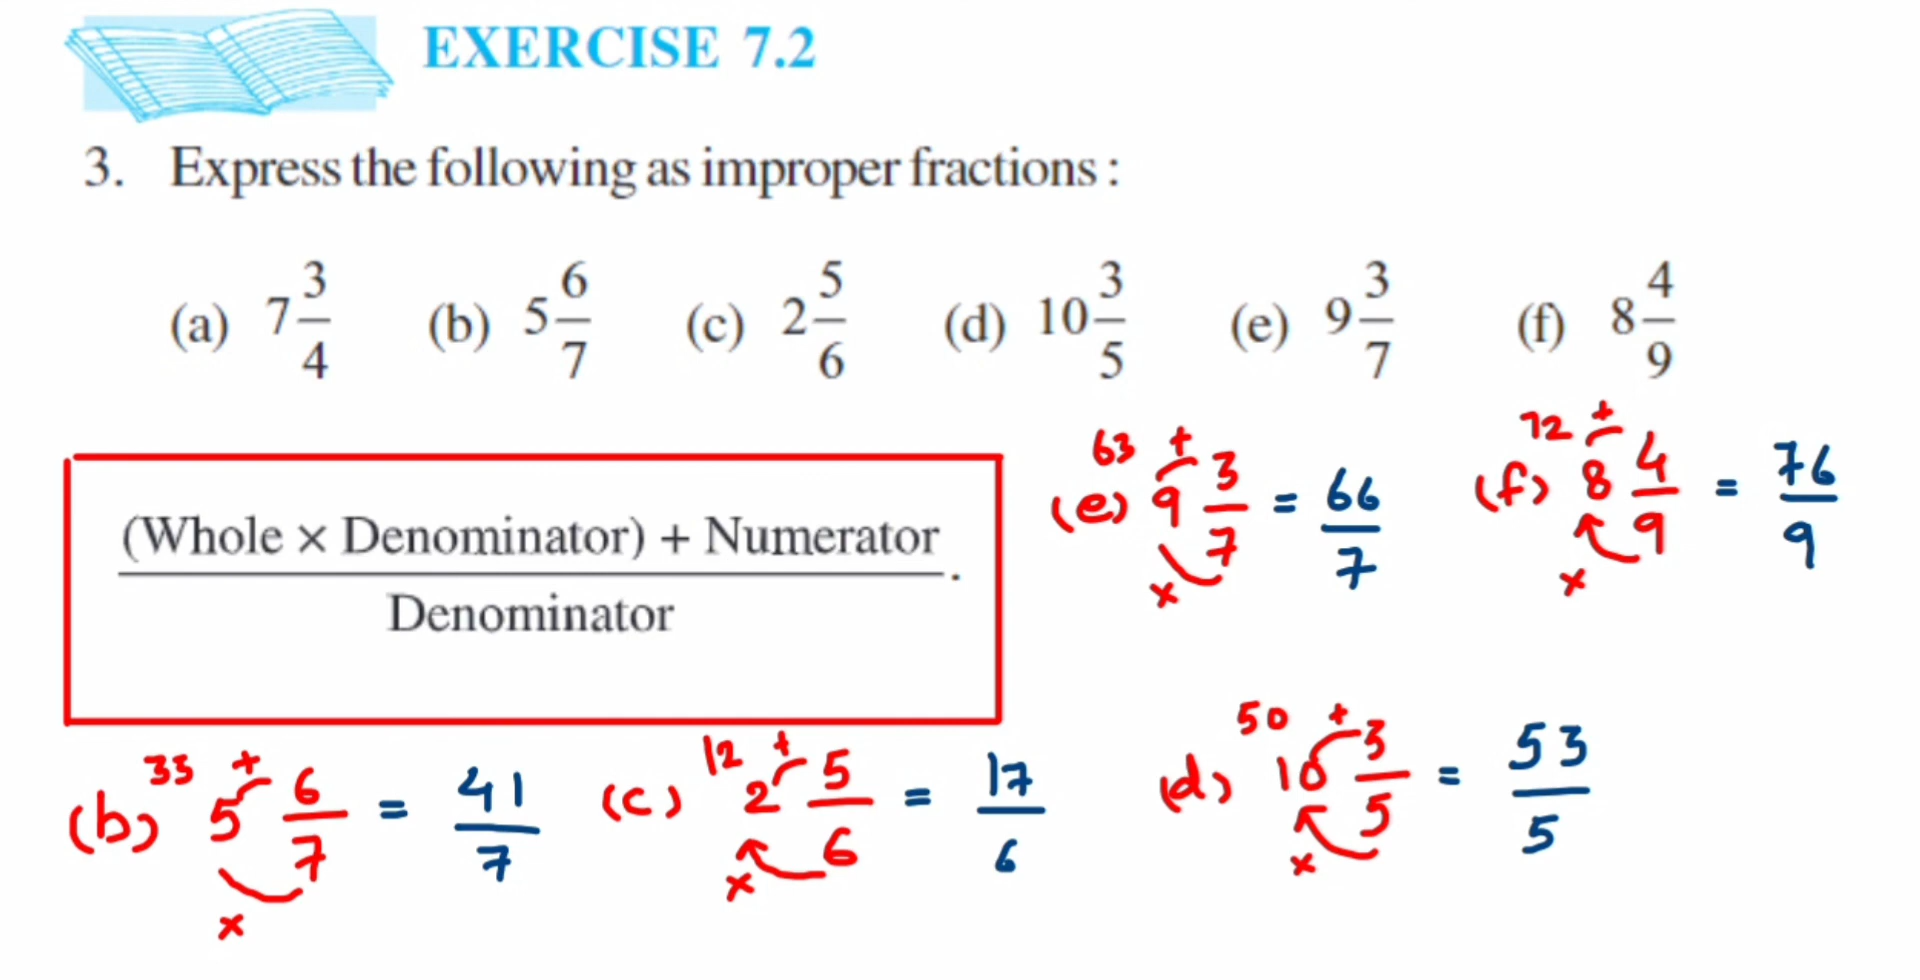 EXERCISE 7.2
3. Express the following as improper fractions :
(a) 7 3/4 (b) 5 6/7 (c) 2 5/6 (d) 10 3/5 (e) 9 3/7 (f) 8 4/9
(Whole × Denominator) + Numerator
Denominator .
63 +
(e) 9 3/7 = 66/7
×
72 +
(f) 8 4/9 = 76/9
×
33 +
(b) 5 6/7 = 41/7
×
12 +
(c) 2 5/6 = 17/6
×
50 +
(d) 10 3/5 = 53/5
×